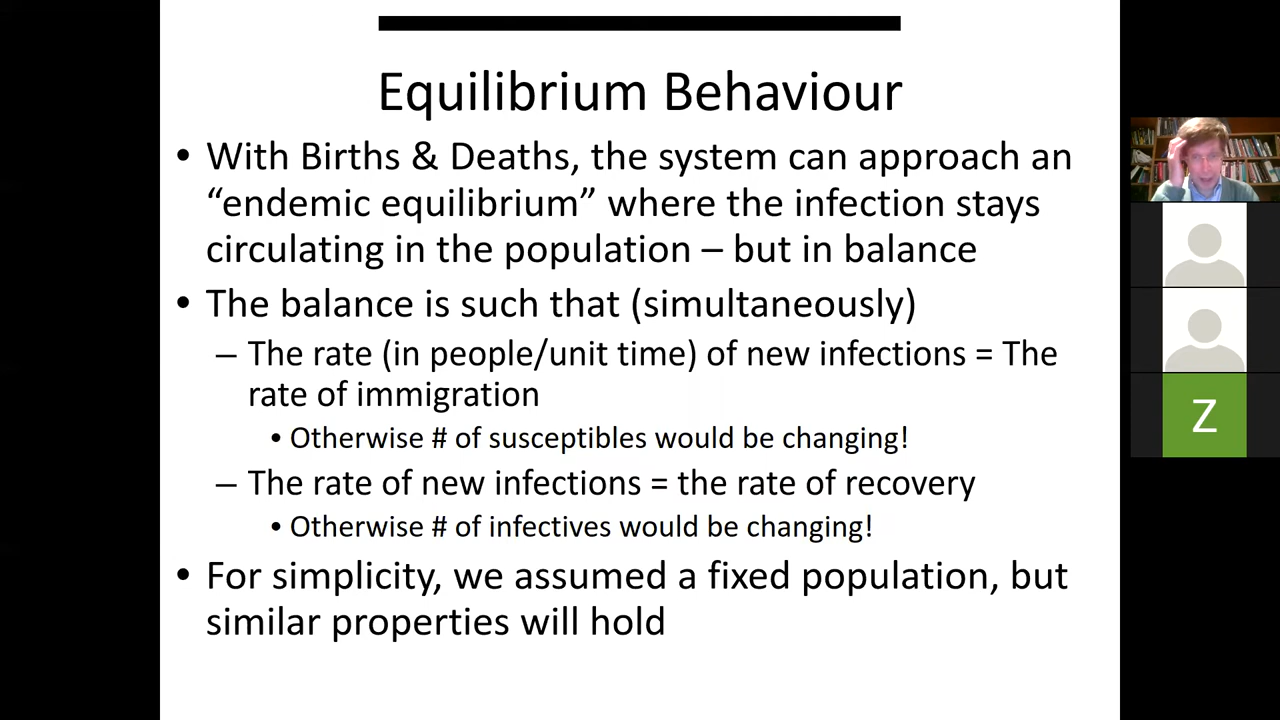 Equilibrium Behaviour
• With Births & Deaths, the system can approach an
“endemic equilibrium” where the infection stays
circulating in the population – but in balance
• The balance is such that (simultaneously)
– The rate (in people/unit time) of new infections = The
rate of immigration
• Otherwise # of susceptibles would be changing!
– The rate of new infections = the rate of recovery
• Otherwise # of infectives would be changing!
• For simplicity, we assumed a fixed population, but
similar properties will hold
Z